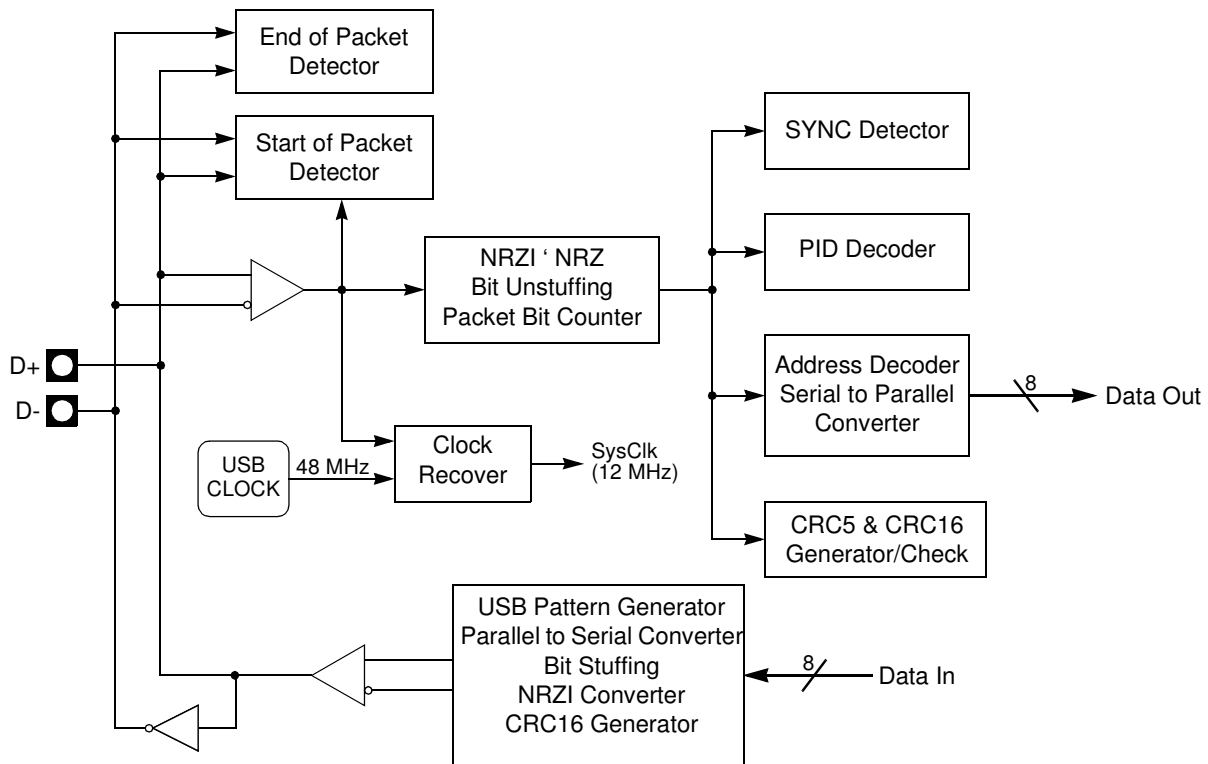 End of Packet
Detector
Start of Packet
Detector
SYNC Detector
PID Decoder
NRZI ‘ NRZ
Bit Unstuffing
Packet Bit Counter
D+
D-
Address Decoder
Serial to Parallel
Converter
8
Data Out
USB
CLOCK
48 MHz
Clock
Recover
SysClk
(12 MHz)
CRC5 & CRC16
Generator/Check
USB Pattern Generator
Parallel to Serial Converter
Bit Stuffing
NRZI Converter
CRC16 Generator
8
Data In